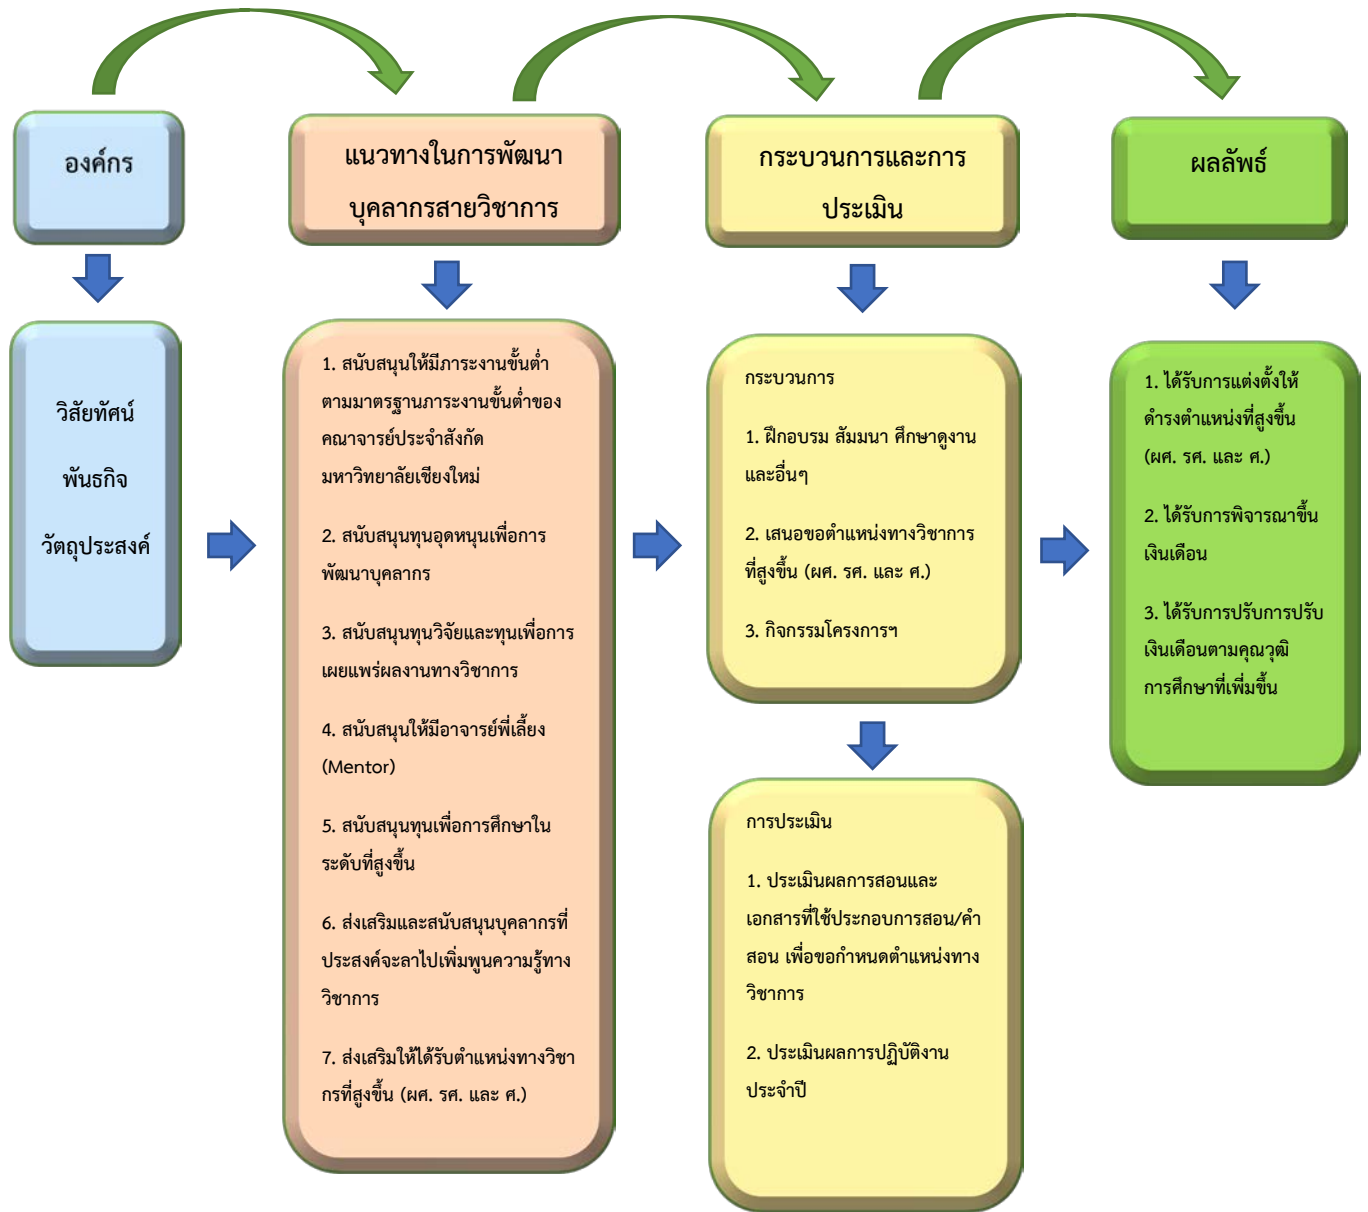 องค์กร
แนวทางในการพัฒนา
บุคลากรสายวิชาการ
กระบวนการและการ
ประเมิน
ผลลัพธ์
วิสัยทัศน์
พันธกิจ
วัตถุประสงค์
1. สนับสนุนให้มีภาระงานขั้นต่ำ
ตามมาตรฐานภาระงานขั้นต่ำของ
คณาจารย์ประจำสังกัด
มหาวิทยาลัยเชียงใหม่
2. สนับสนุนทุนอุดหนุนเพื่อการ
พัฒนาบุคลากร
3. สนับสนุนทุนวิจัยและทุนเพื่อการ
เผยแพร่ผลงานทางวิชาการ
4. สนับสนุนให้มีอาจารย์พี่เลี้ยง
(Mentor)
5. สนับสนุนทุนเพื่อการศึกษาใน
ระดับที่สูงขึ้น
6. ส่งเสริมและสนับสนุนบุคลากรที่
ประสงค์จะลาไปเพิ่มพูนความรู้ทาง
วิชาการ
7. ส่งเสริมให้ได้รับตำแหน่งทางวิชา
การที่สูงขึ้น (ผศ. รศ. และ ศ.)
กระบวนการ
1. ฝึกอบรม สัมมนา ศึกษาดูงาน
และอื่นๆ
2. เสนอขอตำแหน่งทางวิชาการ
ที่สูงขึ้น (ผศ. รศ. และ ศ.)
3. กิจกรรมโครงการฯ
การประเมิน
1. ประเมินผลการสอนและ
เอกสารที่ใช้ประกอบการสอน/คำ
สอน เพื่อขอกำหนดตำแหน่งทาง
วิชาการ
2. ประเมินผลการปฏิบัติงาน
ประจำปี
1. ได้รับการแต่งตั้งให้
ดำรงตำแหน่งที่สูงขึ้น
(ผศ. รศ. และ ศ.)
2. ได้รับการพิจารณาขึ้น
เงินเดือน
3. ได้รับการปรับการปรับ
เงินเดือนตามคุณวุฒิ
การศึกษาที่เพิ่มขึ้น